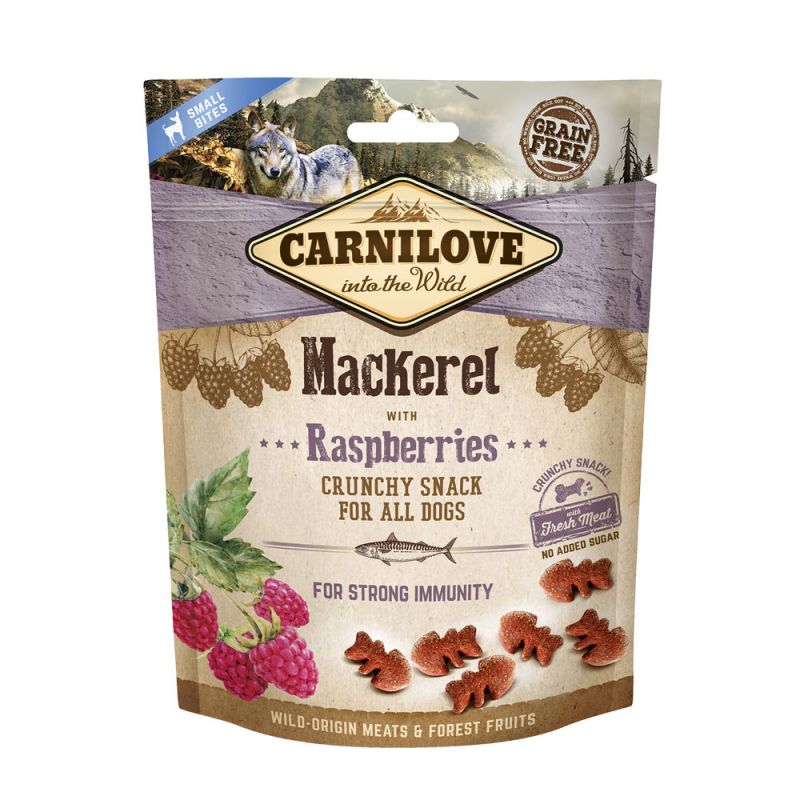 SMALL
BITES
GRAIN
FREE
CARNILOVE
into the Wild
Mackerel
WITH
Raspberries
CRUNCHY SNACK
FOR ALL DOGS
CRUNCHY SNACK!
with
Fresh Meat
NO ADDED SUGAR
FOR STRONG IMMUNITY
WILD-ORIGIN MEATS & FOREST FRUITS